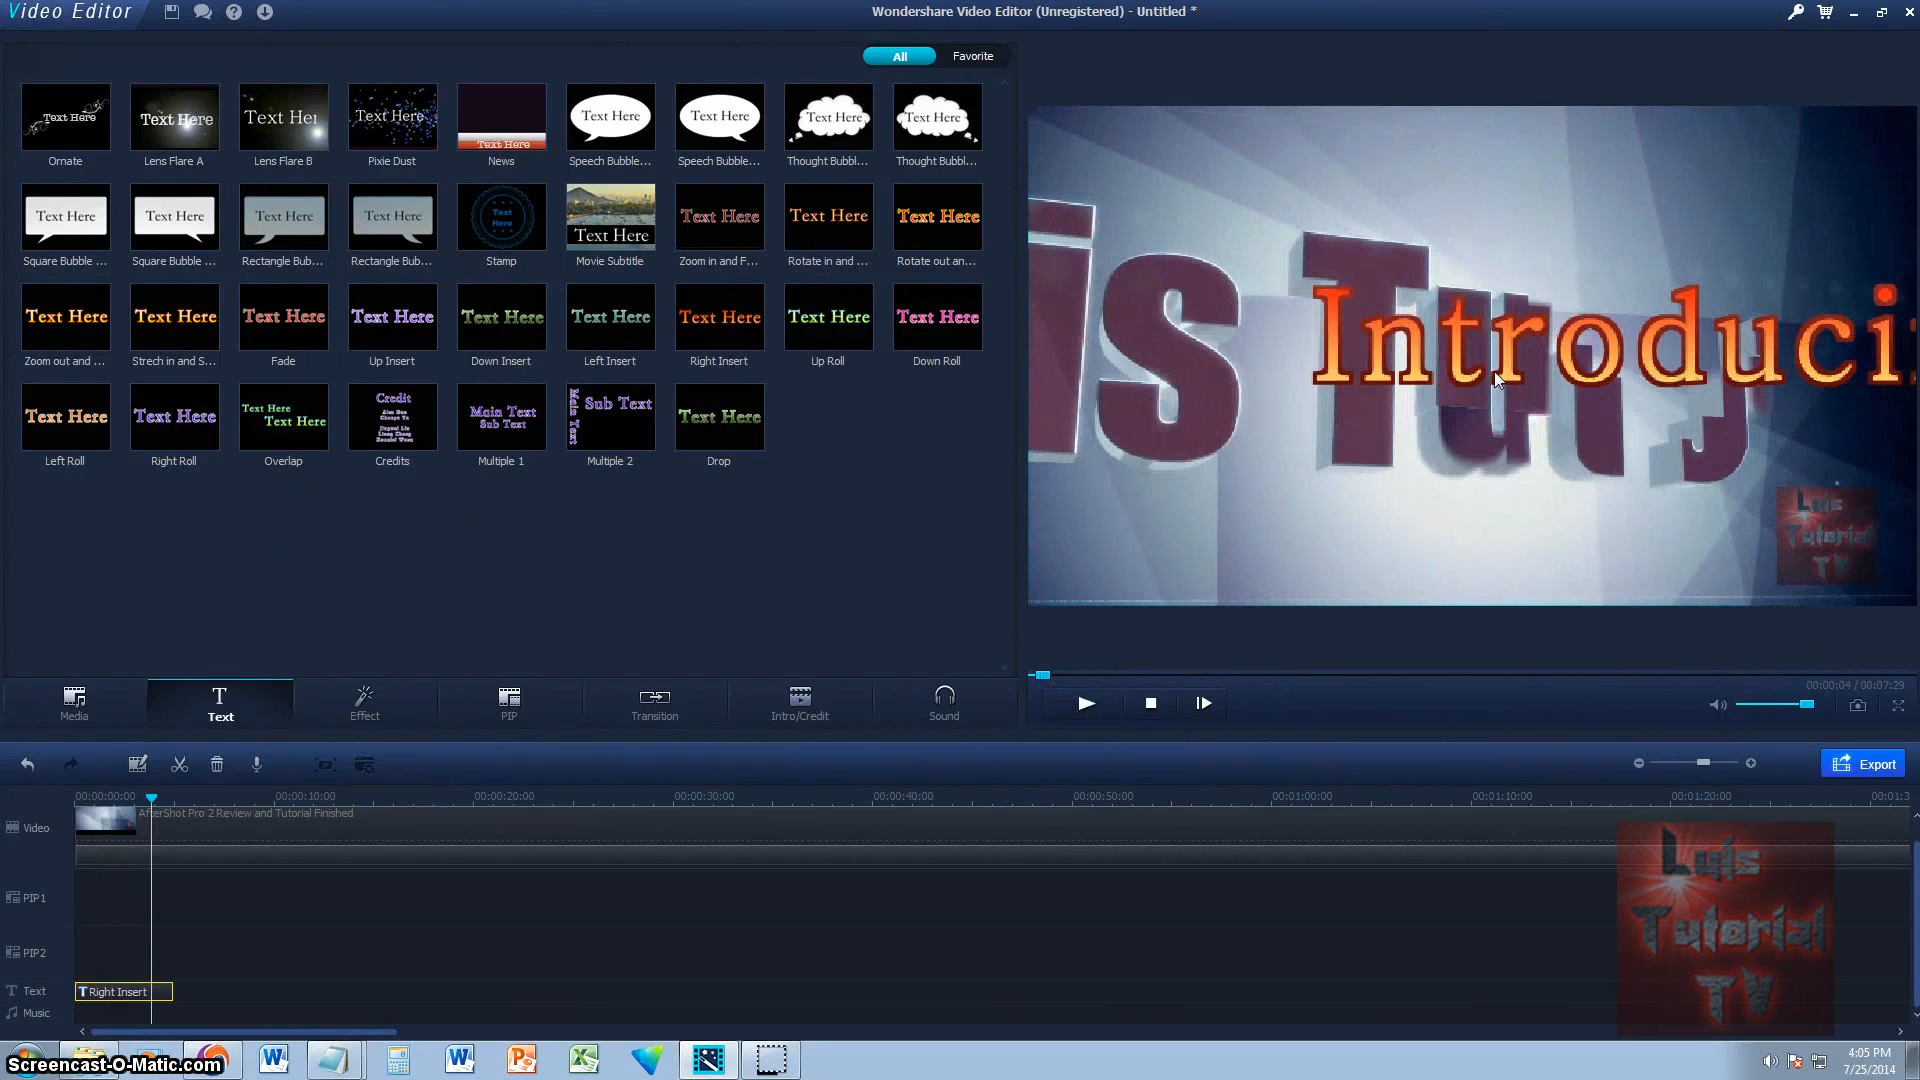 Video Editor
Wondershare Video Editor (Unregistered) - Untitled *
All
Favorite
Text Here
Text Here
Text Her
Text Here
Text Here
Text Here
Text Here
Text Here
Text Here
Ornate
Lens Flare A
Lens Flare B
Pixie Dust
News
Speech Bubble...
Speech Bubble...
Thought Bubbl...
Thought Bubbl...
Text Here
Text Here
Text Here
Text Here
Text Here
Text Here
Text Here
Text Here
Text Here
Square Bubble ...
Square Bubble ...
Rectangle Bub...
Rectangle Bub...
Stamp
Movie Subtitle
Zoom in and F...
Rotate in and ...
Rotate out an...
Text Here
Text Here
Text Here
Text Here
Text Here
Text Here
Text Here
Text Here
Text Here
Zoom out and ...
Strech in and S...
Fade
Up Insert
Down Insert
Left Insert
Right Insert
Up Roll
Down Roll
Text Here
Text Here
Text Here
Text Here
Credit
Main Text
Sub Text
Main Text
Sub Text
Text Here
Left Roll
Right Roll
Overlap
Credits
Multiple 1
Multiple 2
Drop
is Tu
Introduci
Luis
Tutorial
TV
Media
Text
Effect
PIP
Transition
Intro/Credit
Sound
00:00:04 / 00:07:29
Export
00:00:00:00
00:00:10:00
00:00:20:00
00:00:30:00
00:00:40:00
00:00:50:00
00:01:00:00
00:01:10:00
00:01:20:00
00:01:3
Video
AfterShot Pro 2 Review and Tutorial Finished
PIP1
PIP2
Text
T Right Insert
Music
Luis
Tutorial
TV
Screencast-O-Matic.com
4:05 PM
7/25/2014